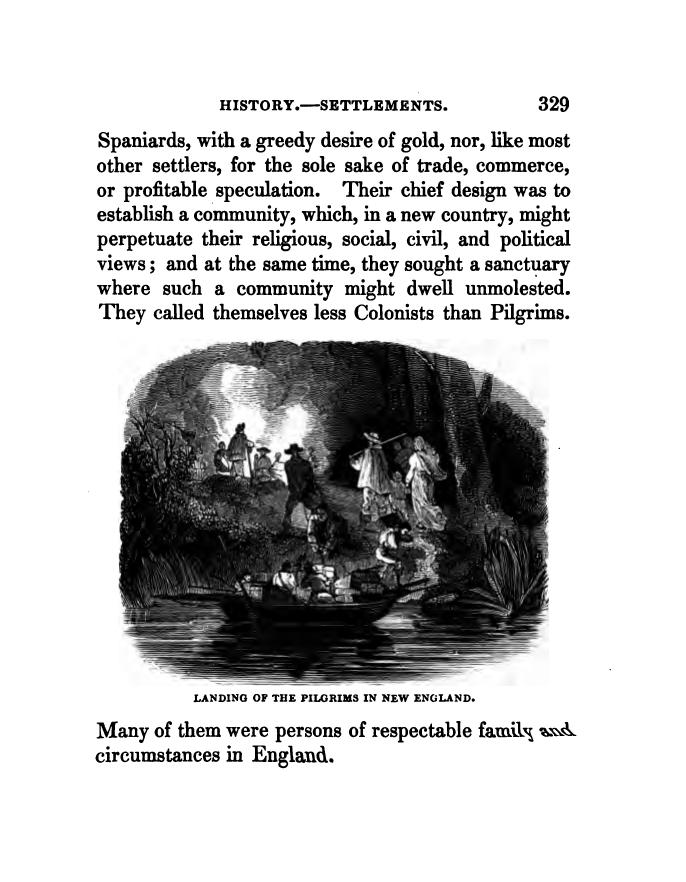 HISTORY.—SETTLEMENTS. 329
Spaniards, with a greedy desire of gold, nor, like most
other settlers, for the sole sake of trade, commerce,
or profitable speculation. Their chief design was to
establish a community, which, in a new country, might
perpetuate their religious, social, civil, and political
views; and at the same time, they sought a sanctuary
where such a community might dwell unmolested.
They called themselves less Colonists than Pilgrims.
LANDING OF THE PILGRIMS IN NEW ENGLAND.
Many of them were persons of respectable family and
circumstances in England.